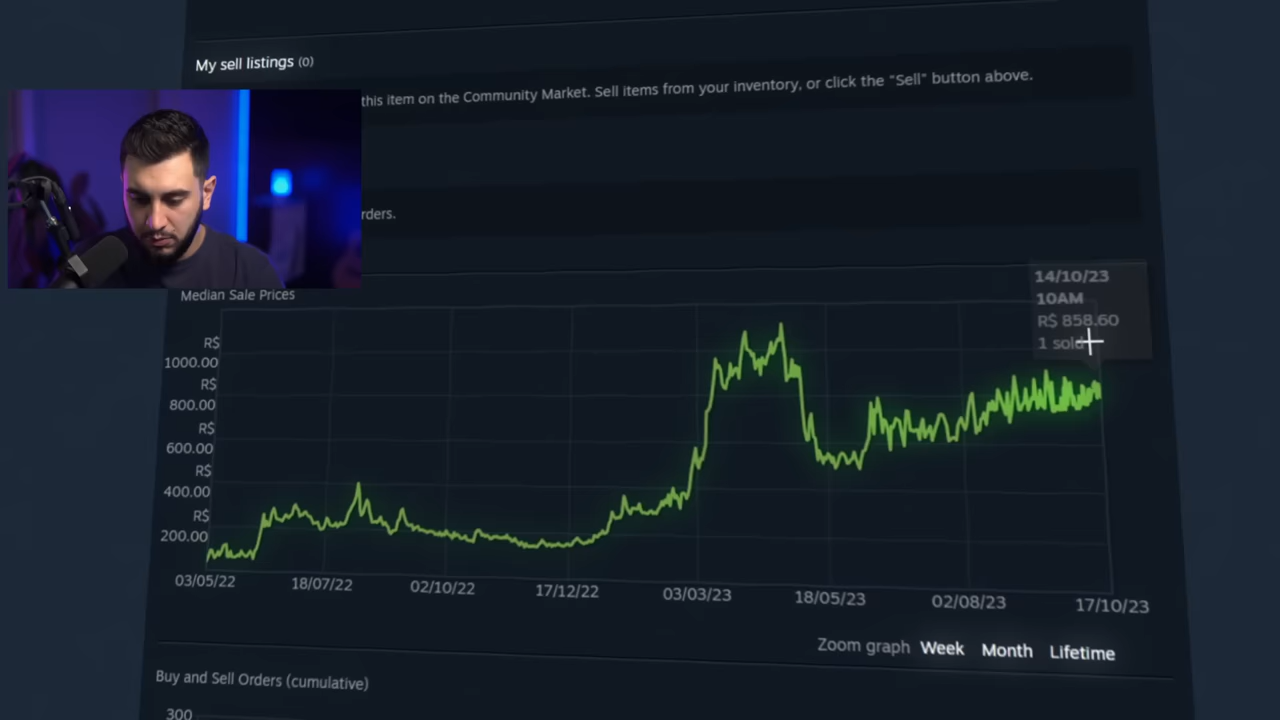 My sell listings (0)
this item on the Community Market. Sell items from your inventory, or click the "Sell" button above.
rders.
Median Sale Prices
14/10/23
10AM
R$ 858.60
1 sold
R$
1000.00
R$
800.00
R$
600.00
R$
400.00
R$
200.00
03/05/22 18/07/22 02/10/22 17/12/22 03/03/23 18/05/23 02/08/23 17/10/23
Zoom graph Week Month Lifetime
Buy and Sell Orders (cumulative)
300